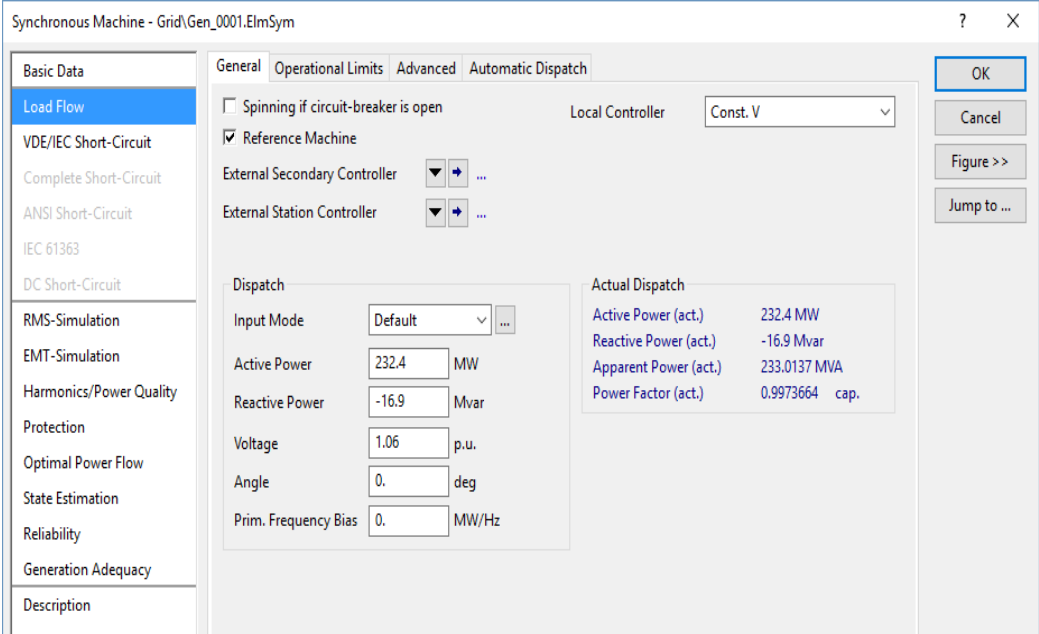 Synchronous Machine - Grid\Gen_0001.ElmSym
?
X
Basic Data
Load Flow
VDE/IEC Short-Circuit
Complete Short-Circuit
ANSI Short-Circuit
IEC 61363
DC Short-Circuit
RMS-Simulation
EMT-Simulation
Harmonics/Power Quality
Protection
Optimal Power Flow
State Estimation
Reliability
Generation Adequacy
Description
General Operational Limits Advanced Automatic Dispatch
Spinning if circuit-breaker is open
Reference Machine
Local Controller Const. V
External Secondary Controller ...
External Station Controller ...
Dispatch
Input Mode Default ...
Active Power 232.4 MW
Reactive Power -16.9 Mvar
Voltage 1.06 p.u.
Angle 0. deg
Prim. Frequency Bias 0. MW/Hz
Actual Dispatch
Active Power (act.) 232.4 MW
Reactive Power (act.) -16.9 Mvar
Apparent Power (act.) 233.0137 MVA
Power Factor (act.) 0.9973664 cap.
OK
Cancel
Figure >>
Jump to ...